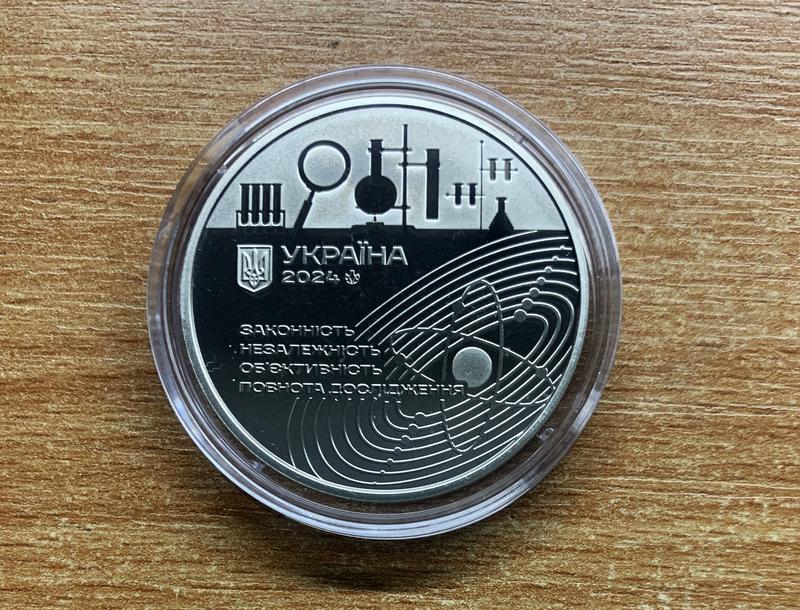 УКРАЇНА
2024
ЗАКОННІСТЬ
НЕЗАЛЕЖНІСТЬ
ОБ'ЄКТИВНІСТЬ
ПОВНОТА ДОСЛІДЖЕННЯ